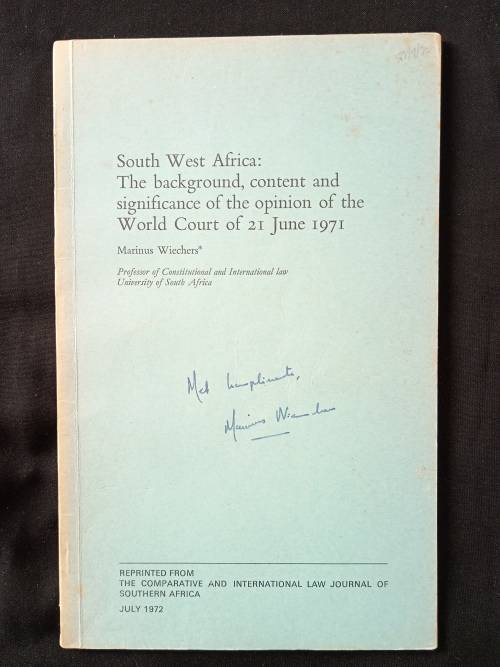 South West Africa:
The background, content and
significance of the opinion of the
World Court of 21 June 1971
Marinus Wiechers*
Professor of Constitutional and International law
University of South Africa
Met komplimente,
Marinus Wiechers
REPRINTED FROM
THE COMPARATIVE AND INTERNATIONAL LAW JOURNAL OF
SOUTHERN AFRICA
JULY 1972